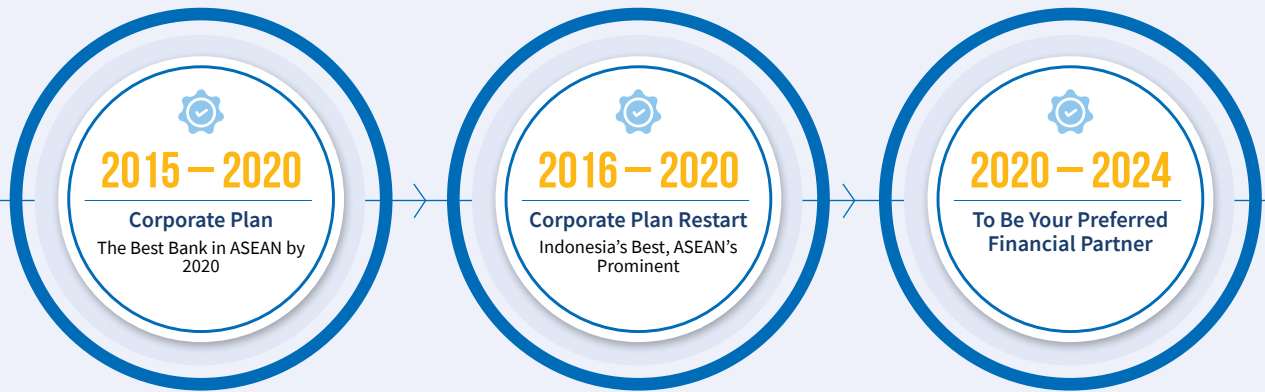 2015 – 2020
Corporate Plan
The Best Bank in ASEAN by
2020
2016 – 2020
Corporate Plan Restart
Indonesia's Best, ASEAN's
Prominent
2020 – 2024
To Be Your Preferred
Financial Partner